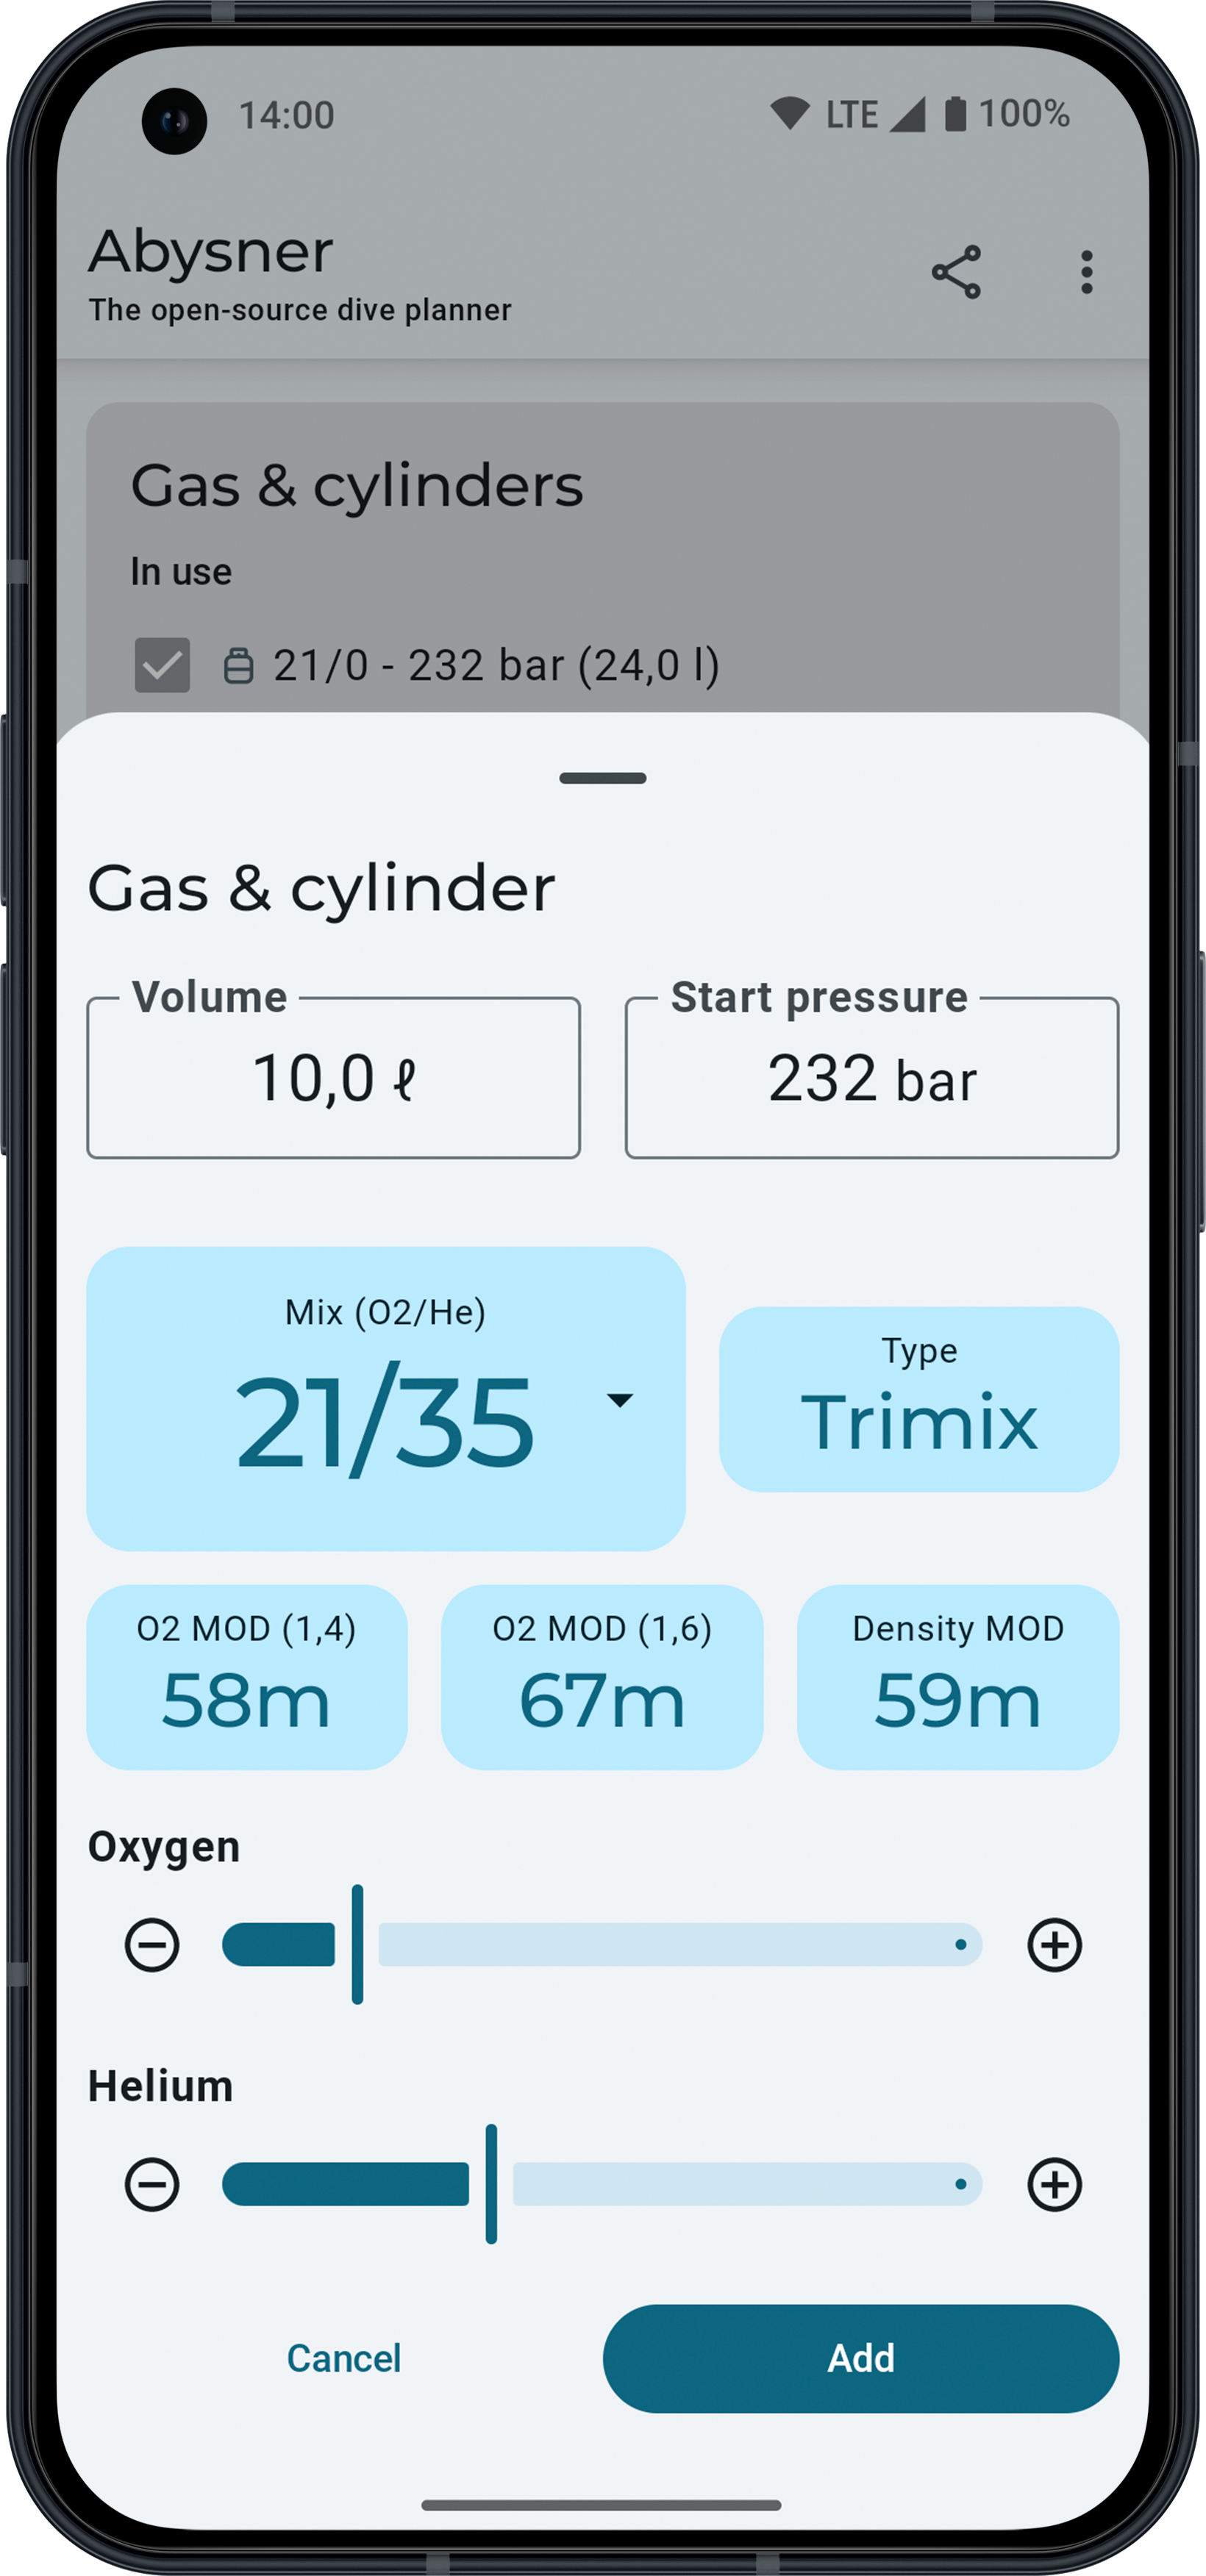 14:00 LTE 100%
Abysner
The open-source dive planner
Gas & cylinders
In use
21/0 - 232 bar (24,0 l)
Gas & cylinder
Volume Start pressure
10,0 ℓ 232 bar
Mix (O2/He)
21/35
Type
Trimix
O2 MOD (1,4) O2 MOD (1,6) Density MOD
58m 67m 59m
Oxygen
Helium
Cancel Add